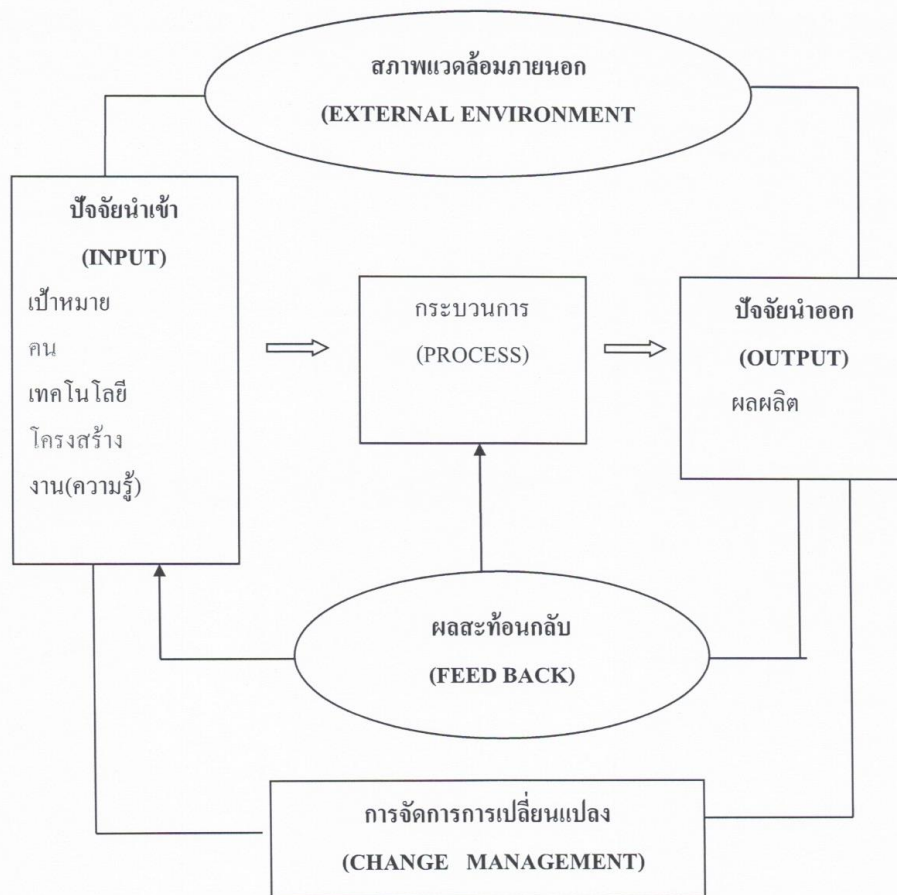 สภาพแวดล้อมภายนอก
(EXTERNAL ENVIRONMENT
ปัจจัยนำเข้า
(INPUT)
เป้าหมาย
คน
เทคโนโลยี
โครงสร้าง
งาน(ความรู้)
กระบวนการ
(PROCESS)
ปัจจัยนำออก
(OUTPUT)
ผลผลิต
ผลสะท้อนกลับ
(FEED BACK)
การจัดการการเปลี่ยนแปลง
(CHANGE MANAGEMENT)